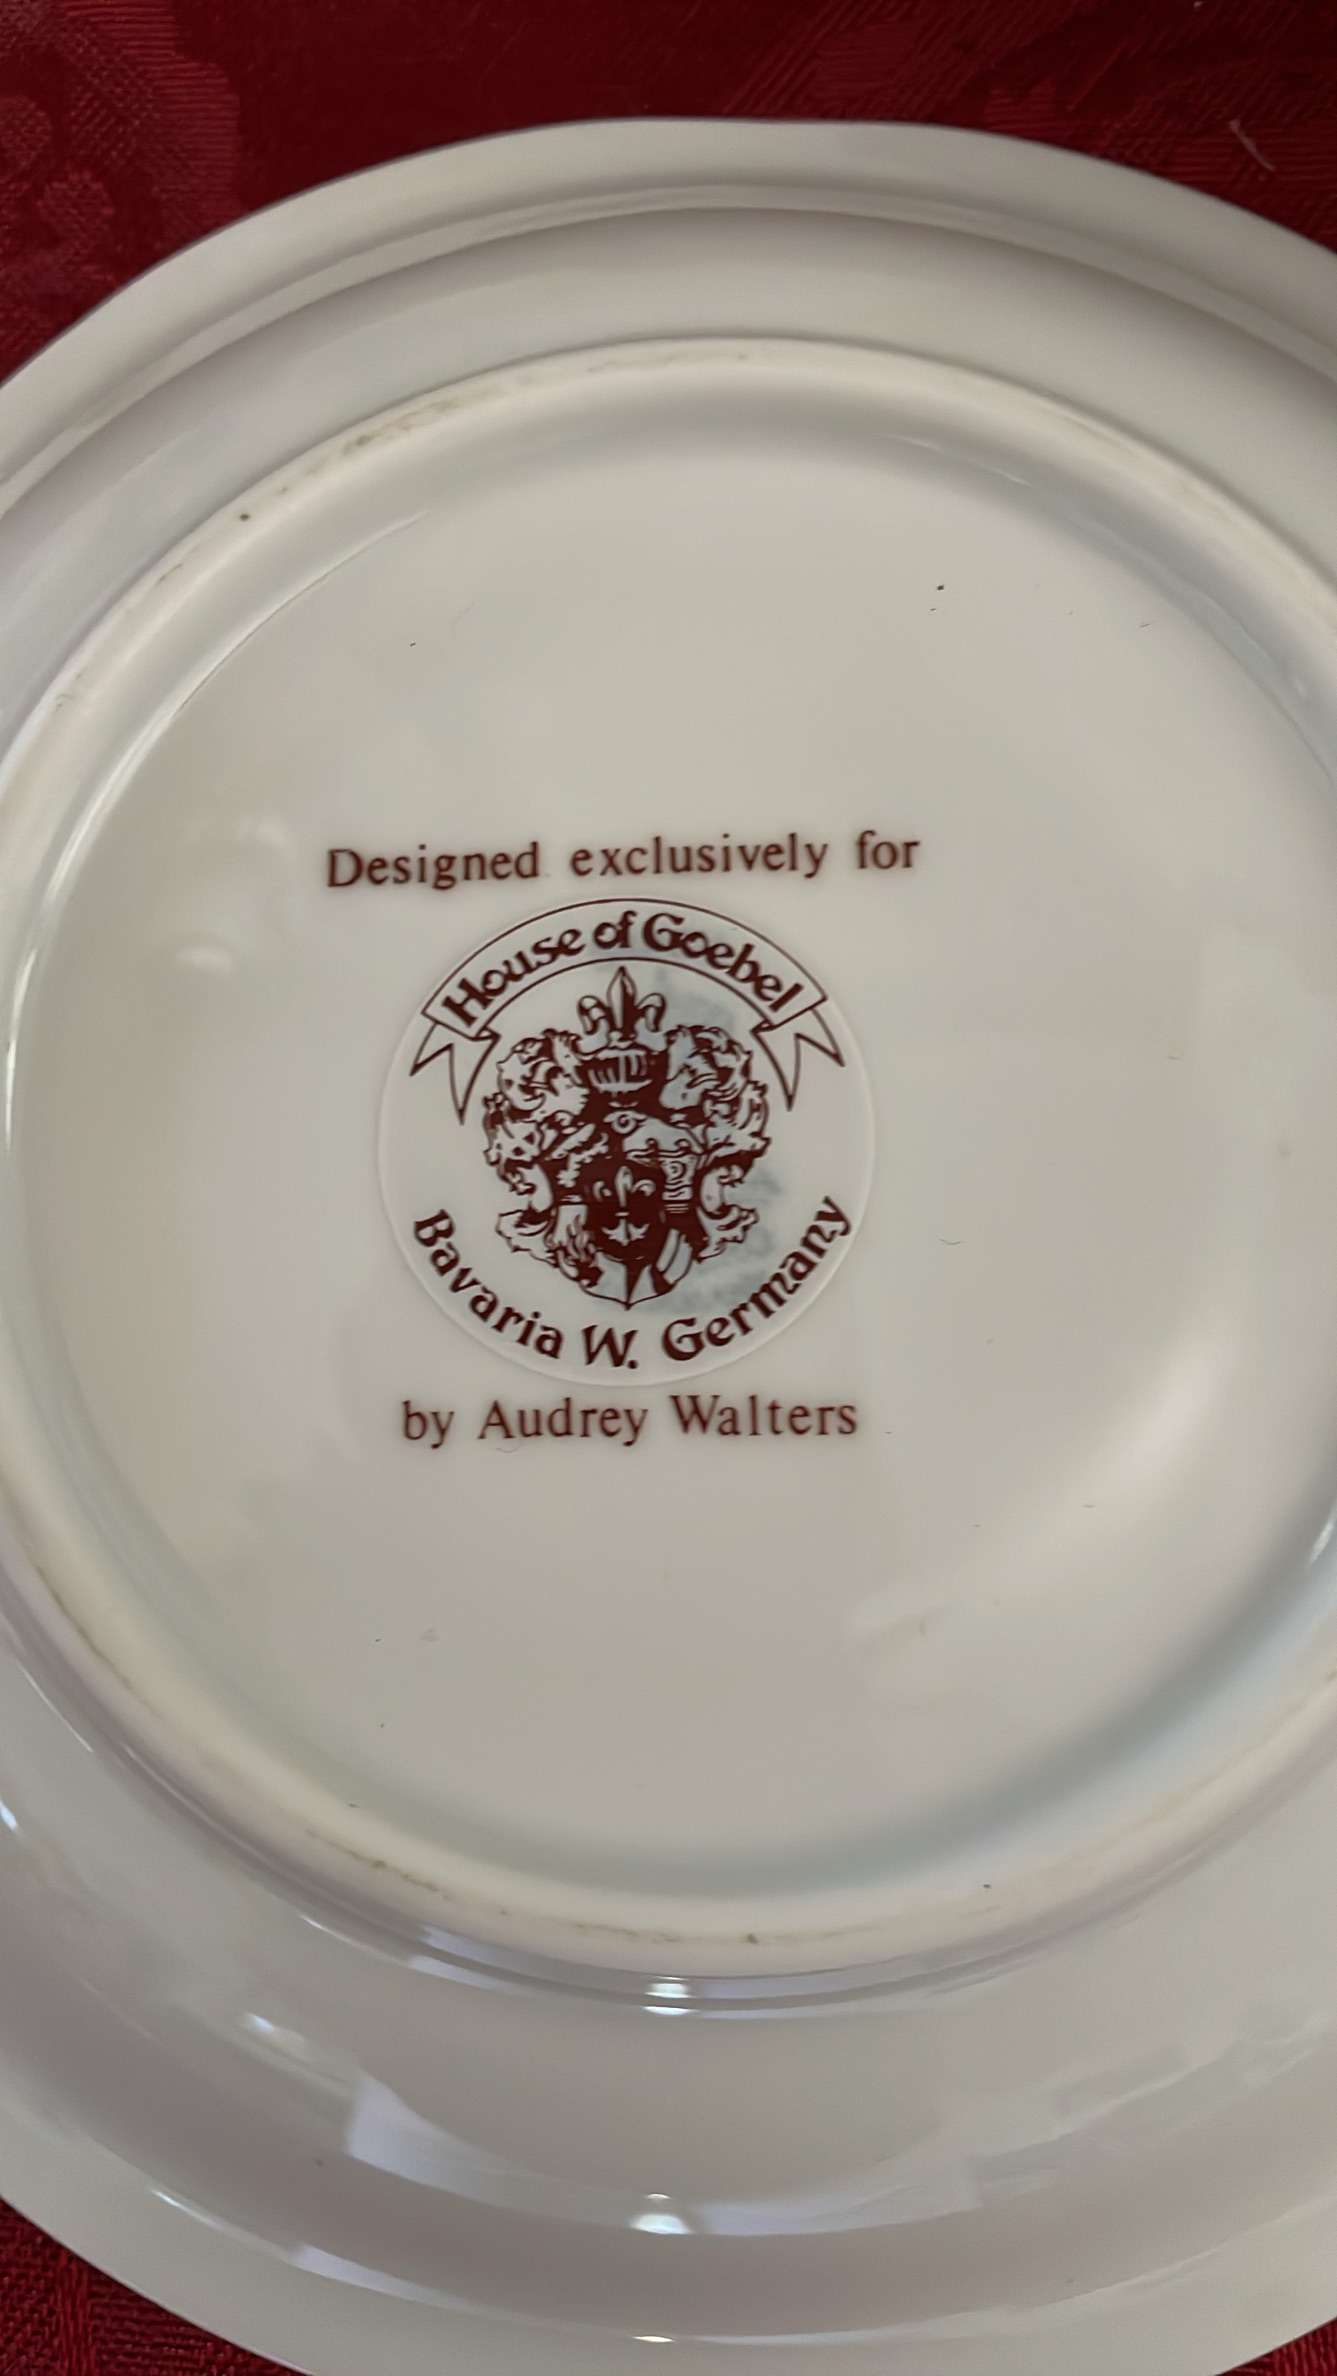 Designed exclusively for
House of Goebel
Bavaria W. Germany
by Audrey Walters